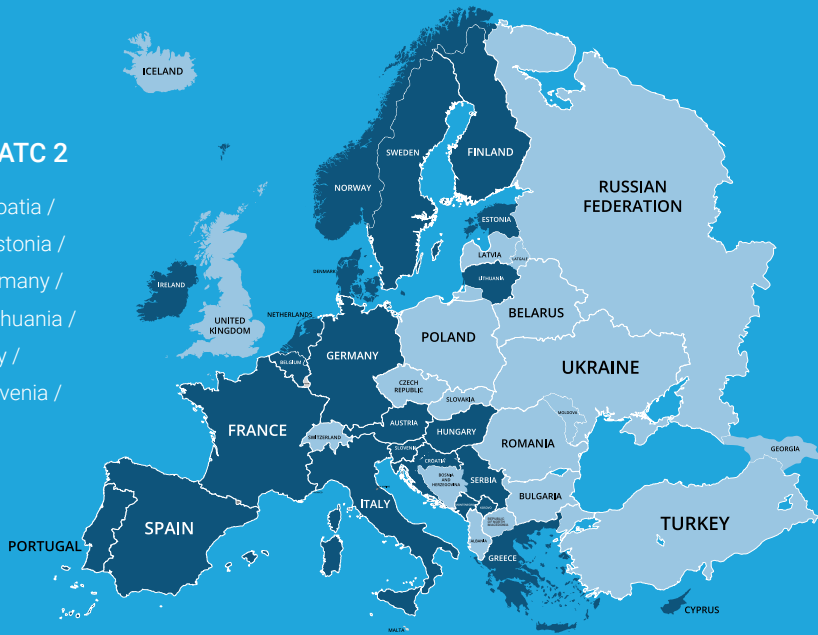 ICELAND
ATC 2
oatia /
stonia /
many /
huania /
y /
venia /
SWEDEN
FINLAND
NORWAY
RUSSIAN
FEDERATION
ESTONIA
LATVIA
LITHUANIA
DENMARK
IRELAND
UNITED
KINGDOM
NETHERLANDS
BELARUS
POLAND
GERMANY
BELGIUM
UKRAINE
CZECH
REPUBLIC
SLOVAKIA
MOLDOVA
AUSTRIA
HUNGARY
FRANCE
SWITZERLAND
ROMANIA
SLOVENIA
CROATIA
GEORGIA
BOSNIA
AND
HERZEGOVINA
SERBIA
BULGARIA
ITALY
SPAIN
TURKEY
PORTUGAL
ALBANIA
GREECE
CYPRUS
MALTA